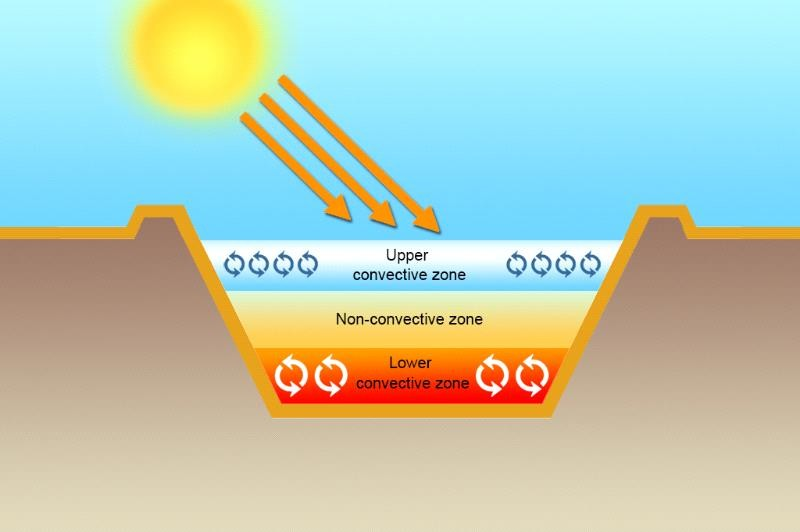 Upper
convective zone
Non-convective zone
Lower
convective zone